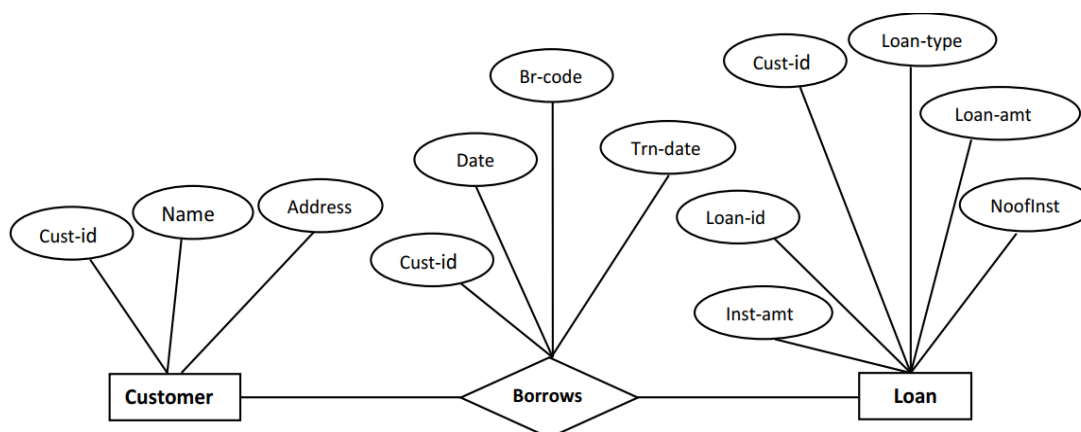 Br-code
Cust-id
Loan-type
Loan-amt
Date
Trn-date
Cust-id
Name
Address
Loan-id
NoofInst
Cust-id
Inst-amt
Customer
Borrows
Loan